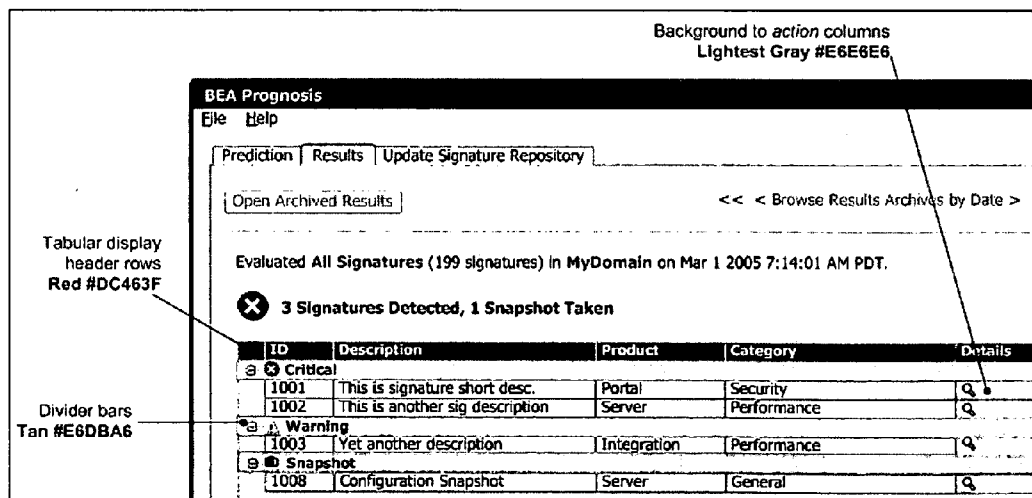 Background to action columns
Lightest Gray #E6E6E6
BEA Prognosis
File Help
Prediction Results Update Signature Repository
Open Archived Results << < Browse Results Archives by Date >
Tabular display
header rows
Red #DC463F
Evaluated All Signatures (199 signatures) in MyDomain on Mar 1 2005 7:14:01 AM PDT.
3 Signatures Detected, 1 Snapshot Taken
ID Description Product Category Details
Critical
1001 This is signature short desc. Portal Security
1002 This is another sig description Server Performance
Divider bars
Tan #E6DBA6
Warning
1003 Yet another description Integration Performance
Snapshot
1008 Configuration Snapshot Server General